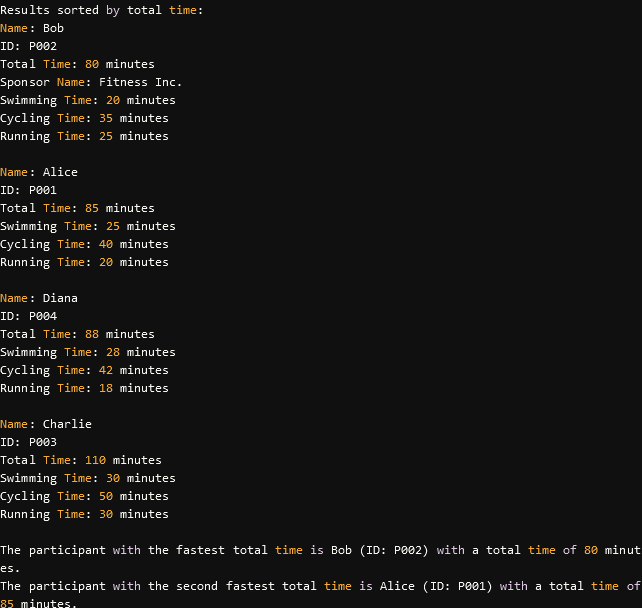 Results sorted by total time:
Name: Bob
ID: P002
Total Time: 80 minutes
Sponsor Name: Fitness Inc.
Swimming Time: 20 minutes
Cycling Time: 35 minutes
Running Time: 25 minutes

Name: Alice
ID: P001
Total Time: 85 minutes
Swimming Time: 25 minutes
Cycling Time: 40 minutes
Running Time: 20 minutes

Name: Diana
ID: P004
Total Time: 88 minutes
Swimming Time: 28 minutes
Cycling Time: 42 minutes
Running Time: 18 minutes

Name: Charlie
ID: P003
Total Time: 110 minutes
Swimming Time: 30 minutes
Cycling Time: 50 minutes
Running Time: 30 minutes

The participant with the fastest total time is Bob (ID: P002) with a total time of 80 minut
es.
The participant with the second fastest total time is Alice (ID: P001) with a total time of
85 minutes.